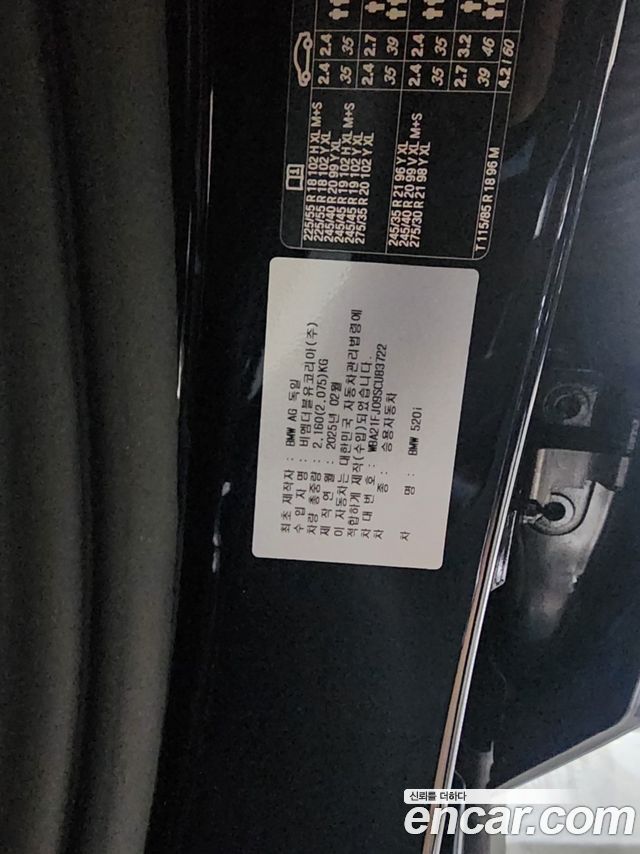 2.4 2.4
35 35
2.4 2.7
35 39
2.4 2.4
35 35
2.7 3.2
39 46
4.2 / 60
225/55 R 18 102 H XL M+S
225/55 R 18 102 Y XL
245/40 R 20 99 Y XL
245/45 R 19 102 H XL M+S
245/45 R 19 102 Y XL
275/35 R 20 102 Y XL
245/35 R 21 96 Y XL
245/40 R 20 99 V XL M+S
275/30 R 21 98 Y XL
T 115/85 R 18 96 M
최초 제작자 : BMW AG 독일
수 입 자 명 : 비엠더블유코리아(주)
차량 총중량 : 2,160(2,075)KG
제 작 연 월 : 2025년 02월
이 자동차는 대한민국 자동차관리법령에
적합하게 제작(수입)되었습니다.
차 대 번 호 : WBA21FJ09SCU83722
차 종 : 승용자동차
차 명 : BMW 520i
신뢰를 더하다
encar.com